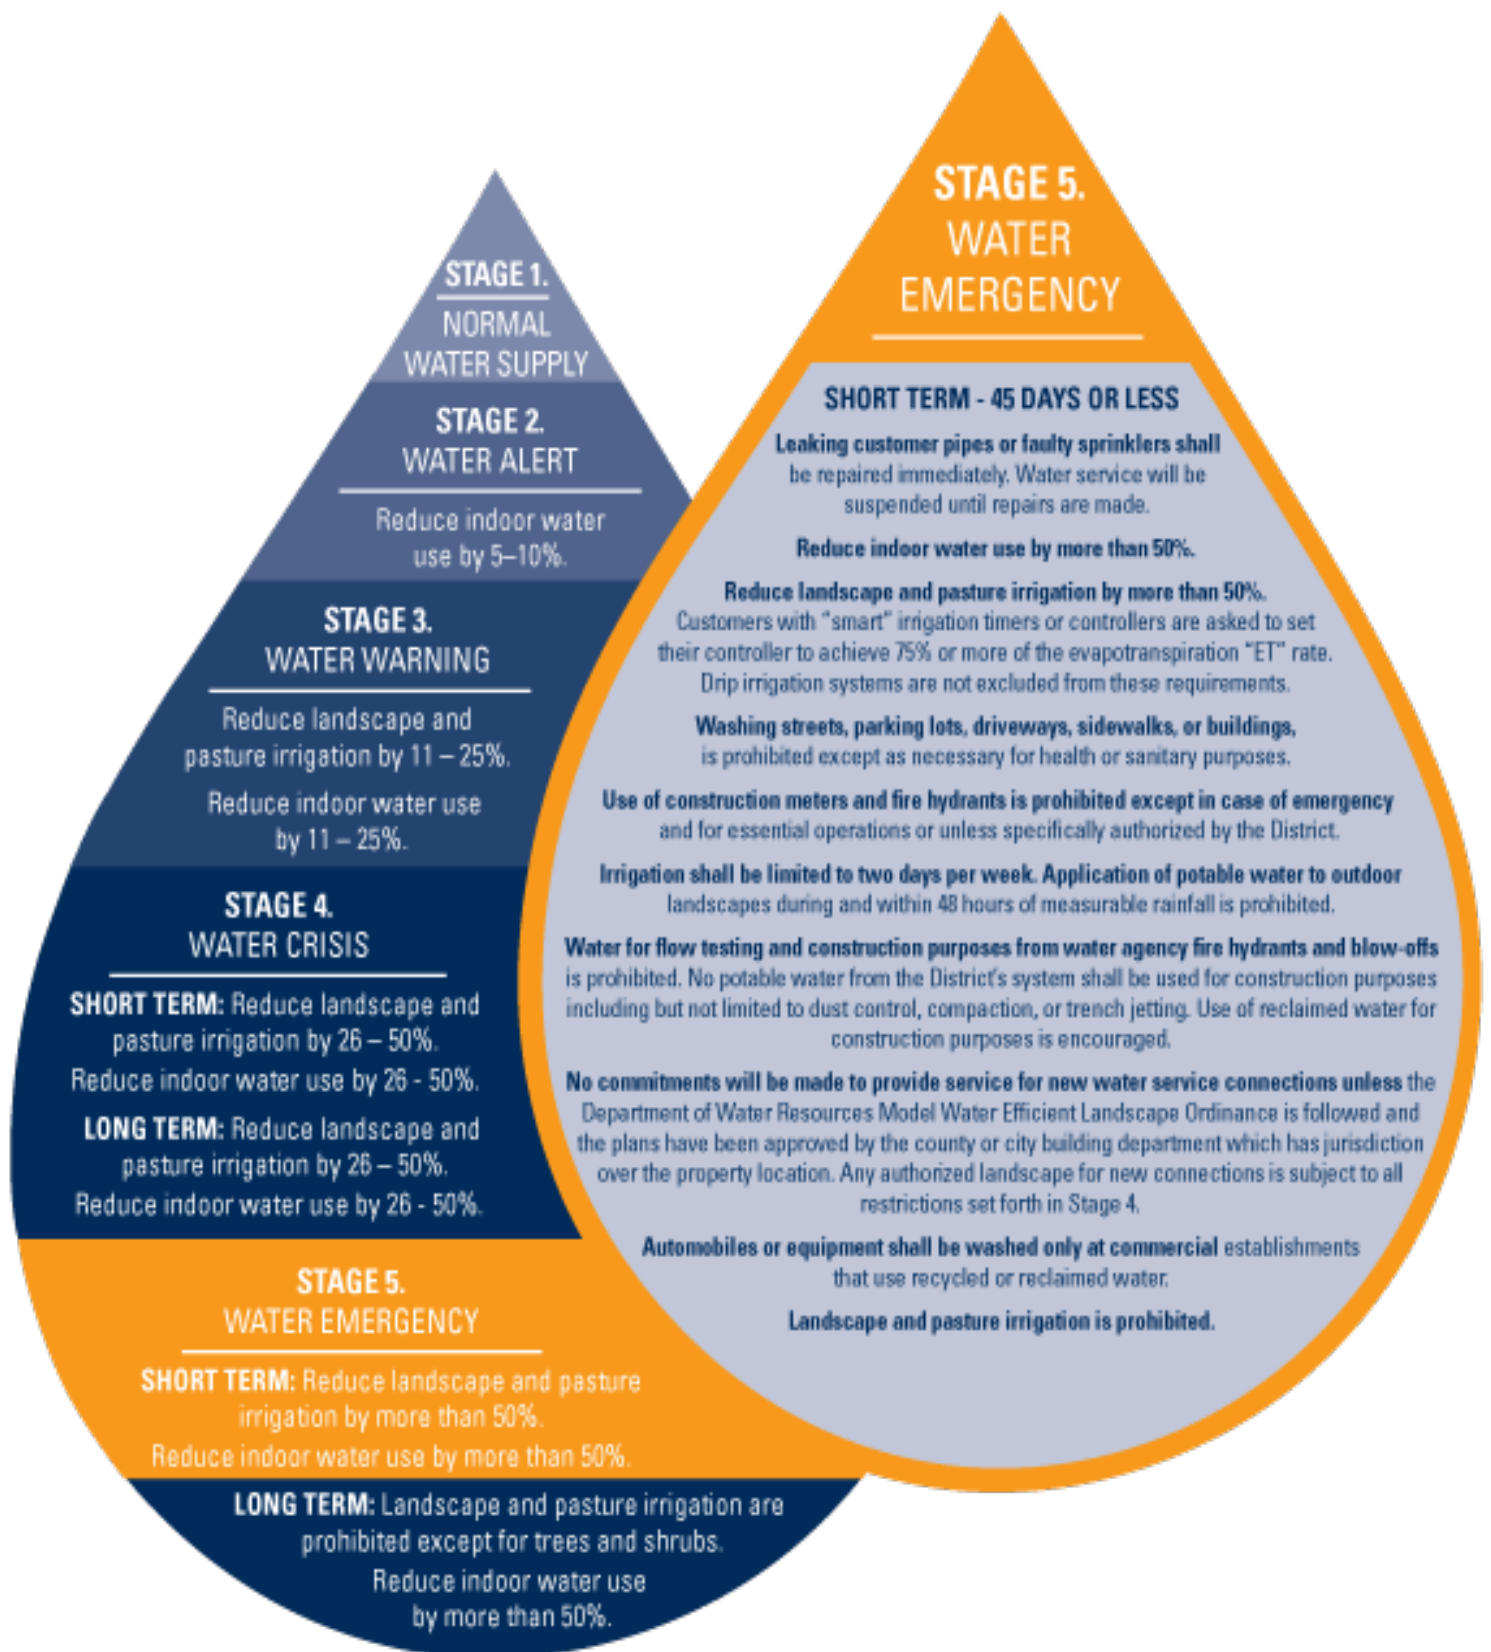 STAGE 1.
NORMAL
WATER SUPPLY
STAGE 2.
WATER ALERT
Reduce indoor water
use by 5–10%.
STAGE 3.
WATER WARNING
Reduce landscape and
pasture irrigation by 11 – 25%.
Reduce indoor water use
by 11 – 25%.
STAGE 4.
WATER CRISIS
SHORT TERM: Reduce landscape and
pasture irrigation by 26 – 50%.
Reduce indoor water use by 26 - 50%.
LONG TERM: Reduce landscape and
pasture irrigation by 26 – 50%.
Reduce indoor water use by 26 - 50%.
STAGE 5.
WATER EMERGENCY
SHORT TERM: Reduce landscape and pasture
irrigation by more than 50%.
Reduce indoor water use by more than 50%.
LONG TERM: Landscape and pasture irrigation are
prohibited except for trees and shrubs.
Reduce indoor water use
by more than 50%.
STAGE 5.
WATER
EMERGENCY
SHORT TERM - 45 DAYS OR LESS
Leaking customer pipes or faulty sprinklers shall
be repaired immediately. Water service will be
suspended until repairs are made.
Reduce indoor water use by more than 50%.
Reduce landscape and pasture irrigation by more than 50%.
Customers with "smart" irrigation timers or controllers are asked to set
their controller to achieve 75% or more of the evapotranspiration "ET" rate.
Drip irrigation systems are not excluded from these requirements.
Washing streets, parking lots, driveways, sidewalks, or buildings,
is prohibited except as necessary for health or sanitary purposes.
Use of construction meters and fire hydrants is prohibited except in case of emergency
and for essential operations or unless specifically authorized by the District.
Irrigation shall be limited to two days per week. Application of potable water to outdoor
landscapes during and within 48 hours of measurable rainfall is prohibited.
Water for flow testing and construction purposes from water agency fire hydrants and blow-offs
is prohibited. No potable water from the District's system shall be used for construction purposes
including but not limited to dust control, compaction, or trench jetting. Use of reclaimed water for
construction purposes is encouraged.
No commitments will be made to provide service for new water service connections unless the
Department of Water Resources Model Water Efficient Landscape Ordinance is followed and
the plans have been approved by the county or city building department which has jurisdiction
over the property location. Any authorized landscape for new connections is subject to all
restrictions set forth in Stage 4.
Automobiles or equipment shall be washed only at commercial establishments
that use recycled or reclaimed water.
Landscape and pasture irrigation is prohibited.